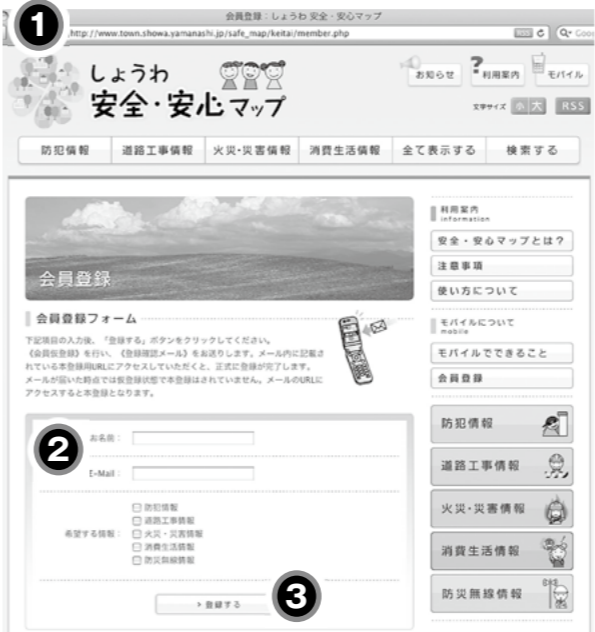 会員登録：しょうわ 安全・安心マップ
1
http://www.town.showa.yamanashi.jp/safe_map/keitai/member.php
RSS
Q▾ Goo
しょうわ
安全・安心マップ
お知らせ
?
利用案内
モバイル
文字サイズ 小 大 RSS
防犯情報 道路工事情報 火災・災害情報 消費生活情報 全て表示する 検索する
会員登録
会員登録フォーム
下記項目の入力後、「登録する」ボタンをクリックしてください。
《会員仮登録》を行い、《登録確認メール》をお送りします。メール内に記載さ
れている本登録用URLにアクセスしていただくと、正式に登録が完了します。
メールが届いた時点では仮登録状態で本登録はされていません。メールのURLに
アクセスすると本登録となります。
2
お名前：
E-Mail：
希望する情報：
防犯情報
道路工事情報
火災・災害情報
消費生活情報
防災無線情報
登録する
3
利用案内
information
安全・安心マップとは？
注意事項
使い方について
モバイルについて
mobile
モバイルでできること
会員登録
防犯情報
道路工事情報
火災・災害情報
消費生活情報
防災無線情報